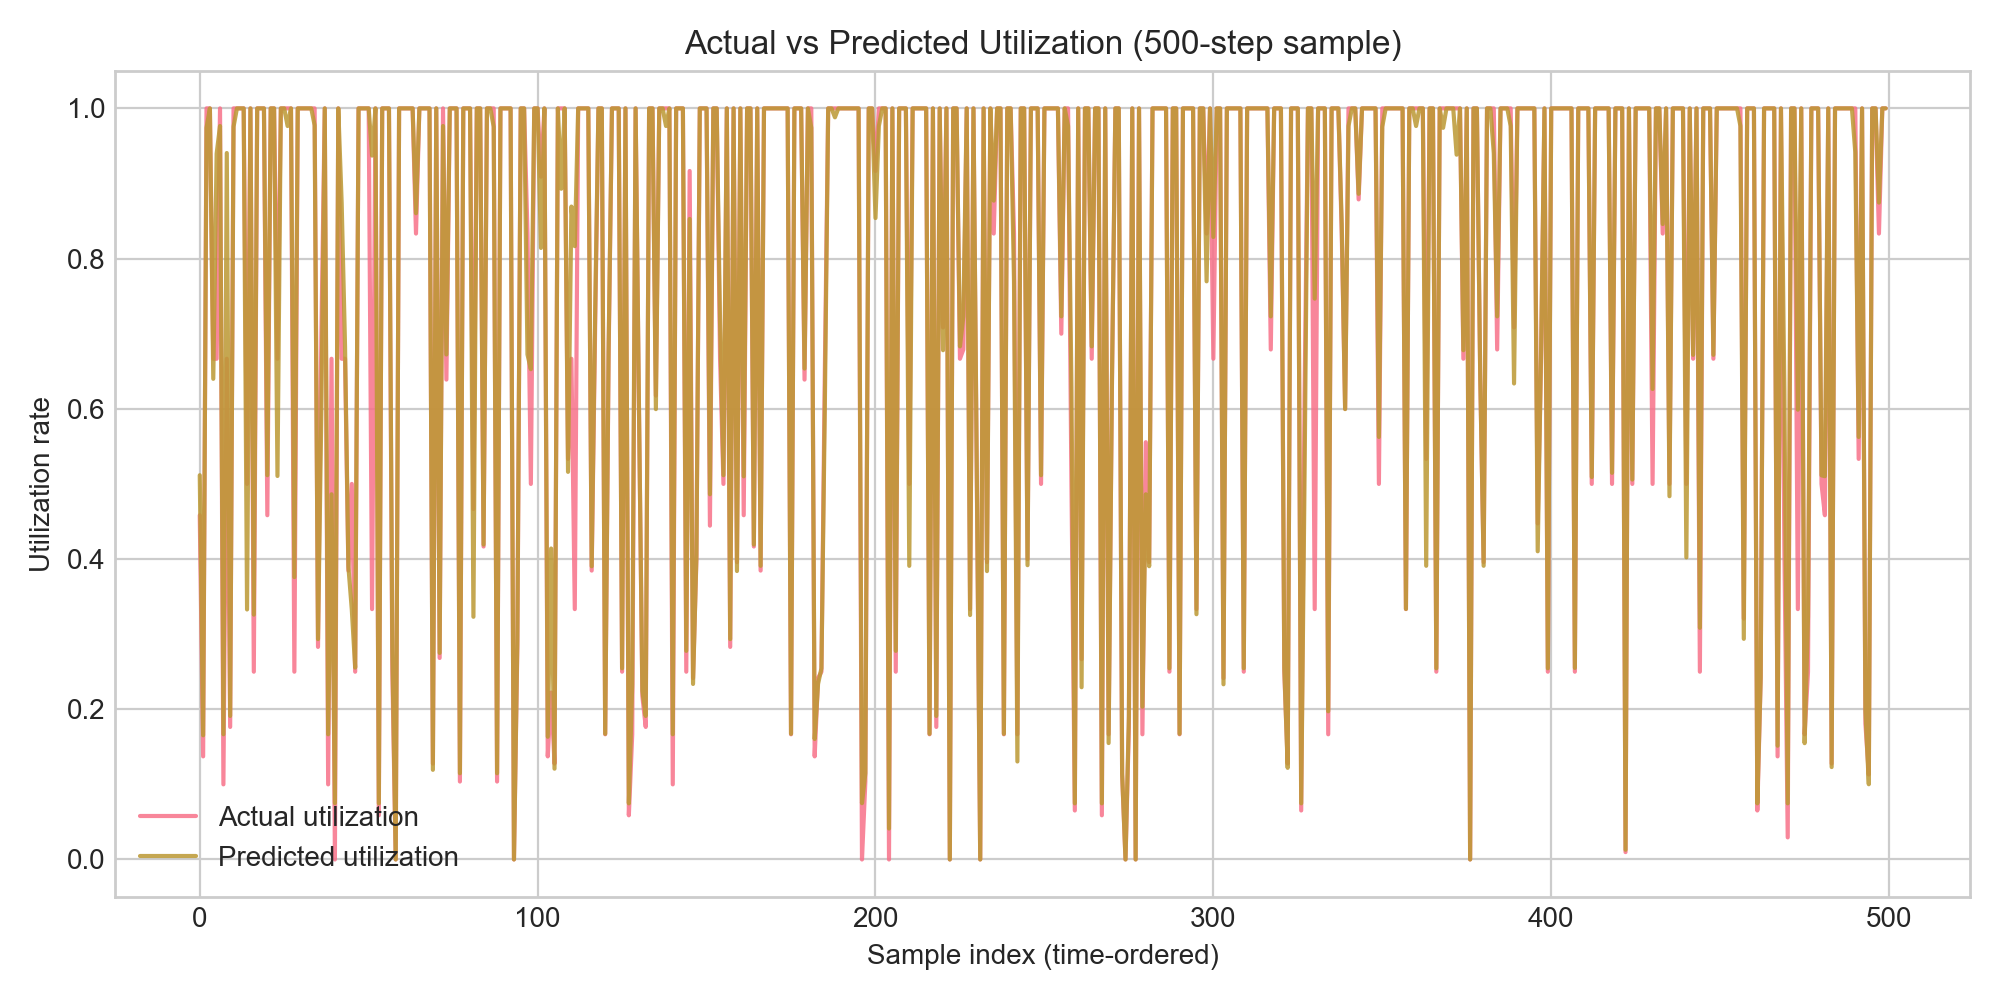 Actual vs Predicted Utilization (500-step sample)
Utilization rate
1.0
0.8
0.6
0.4
0.2
0.0
Actual utilization
Predicted utilization
0 100 200 300 400 500
Sample index (time-ordered)